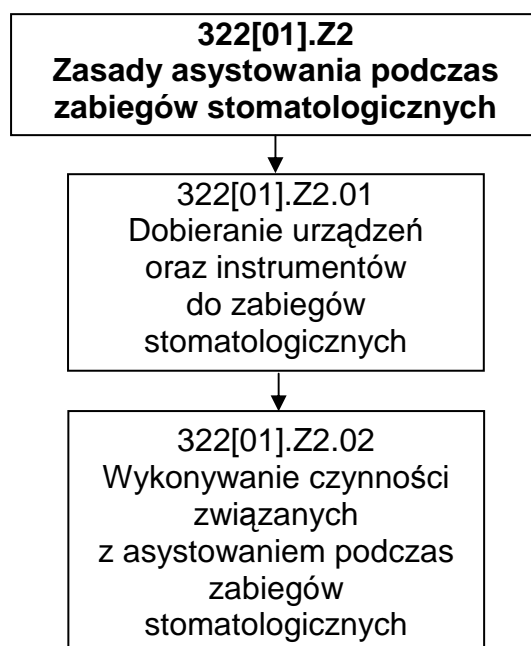 322[01].Z2
Zasady asystowania podczas
zabiegów stomatologicznych
322[01].Z2.01
Dobieranie urządzeń
oraz instrumentów
do zabiegów
stomatologicznych
322[01].Z2.02
Wykonywanie czynności
związanych
z asystowaniem podczas
zabiegów
stomatologicznych